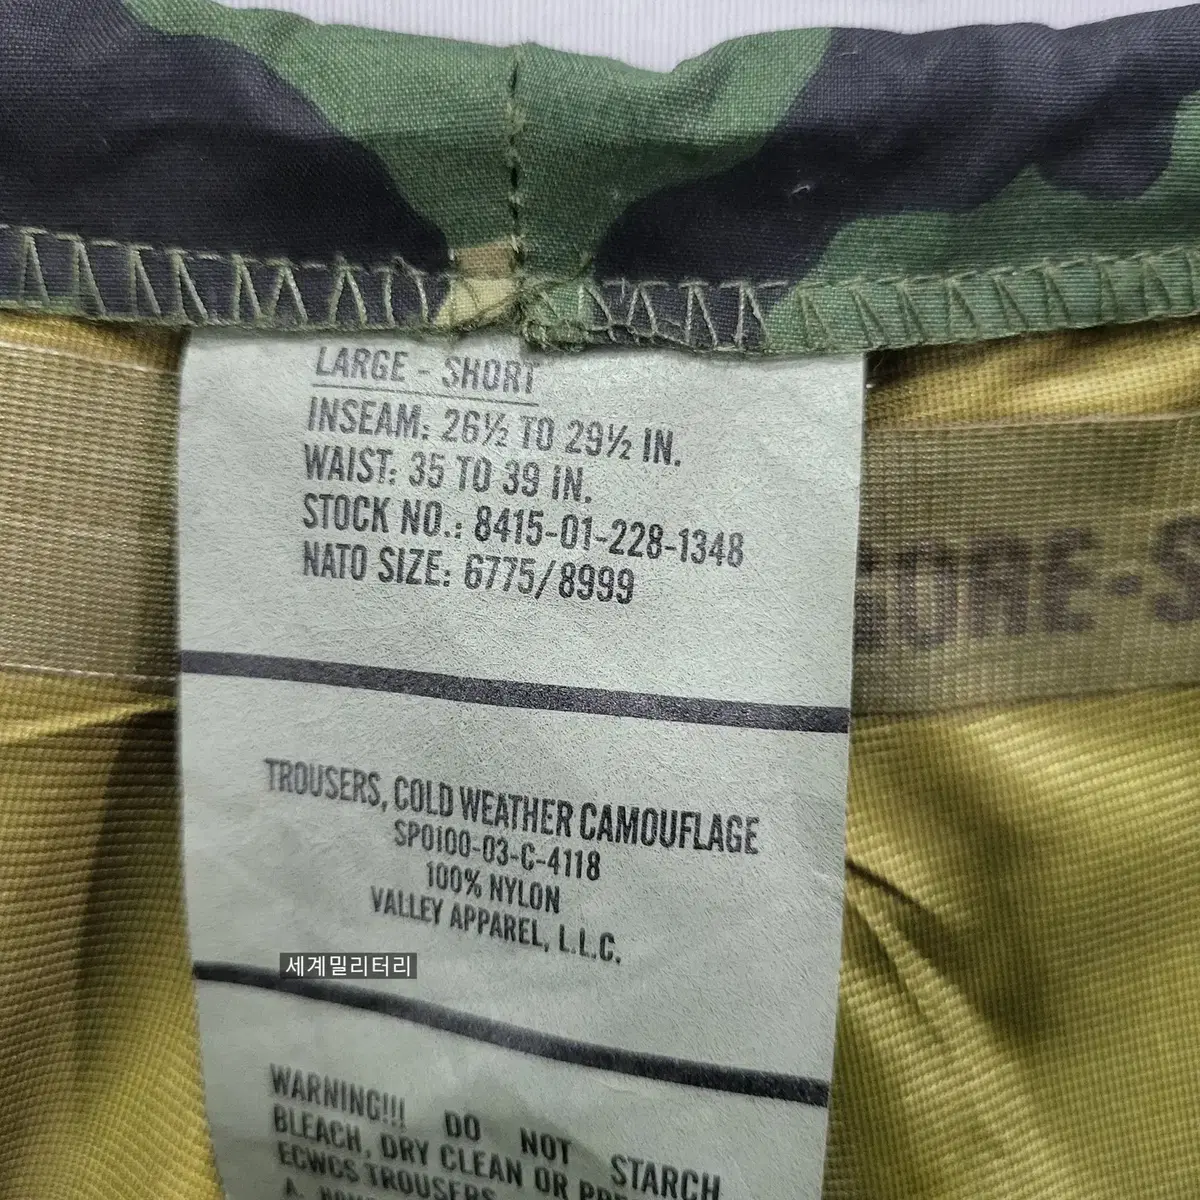 LARGE - SHORT
INSEAM: 26½ TO 29½ IN.
WAIST: 35 TO 39 IN.
STOCK NO.: 8415-01-228-1348
NATO SIZE: 6775/8999
GORE-S
TROUSERS, COLD WEATHER CAMOUFLAGE
SPO100-03-C-4118
100% NYLON
VALLEY APPAREL, L.L.C.
세계밀리터리
WARNING!!! DO NOT STARCH
BLEACH, DRY CLEAN OR
ECWCS TROUSERS